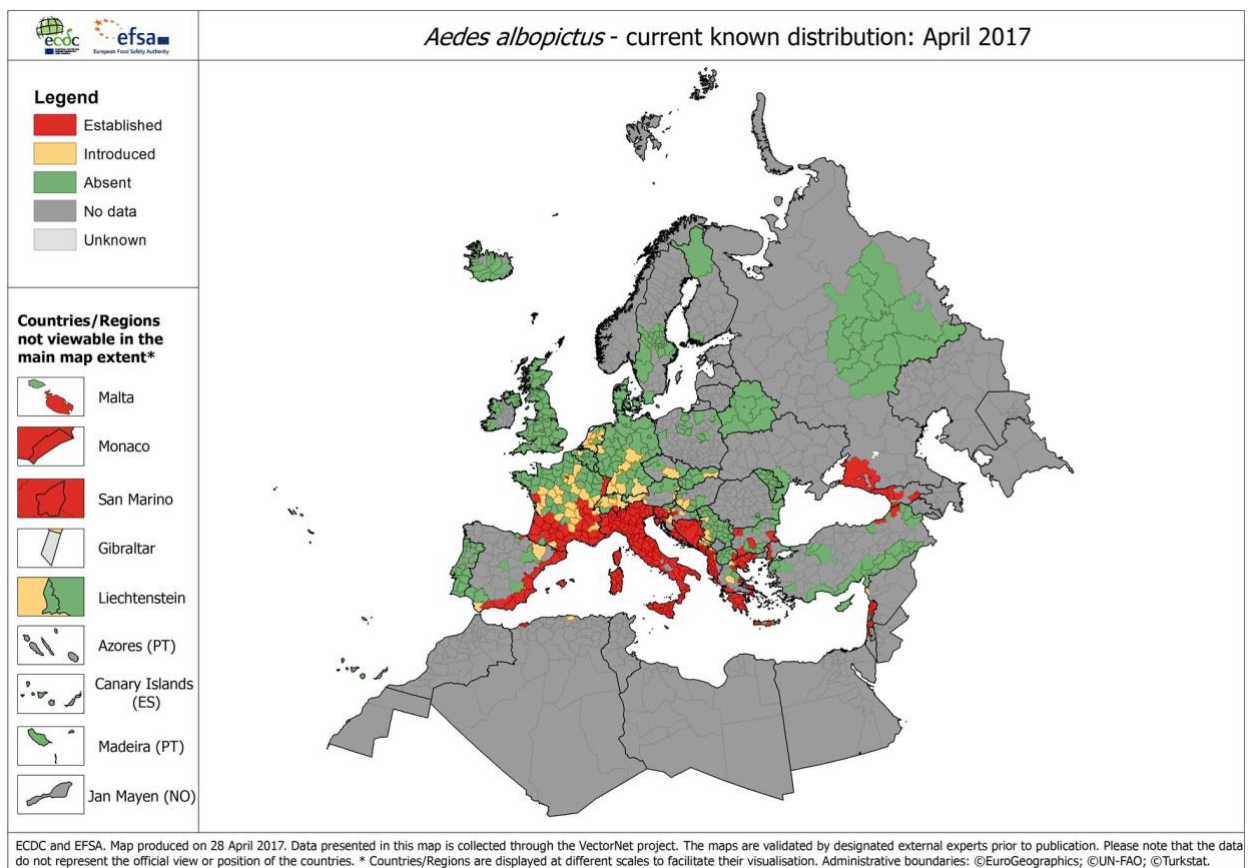 ecdc
efsa
European Food Safety Authority
Aedes albopictus - current known distribution: April 2017
Legend
Established
Introduced
Absent
No data
Unknown
Countries/Regions
not viewable in the
main map extent*
Malta
Monaco
San Marino
Gibraltar
Liechtenstein
Azores (PT)
Canary Islands
(ES)
Madeira (PT)
Jan Mayen (NO)
ECDC and EFSA. Map produced on 28 April 2017. Data presented in this map is collected through the VectorNet project. The maps are validated by designated external experts prior to publication. Please note that the data
do not represent the official view or position of the countries. * Countries/Regions are displayed at different scales to facilitate their visualisation. Administrative boundaries: ©EuroGeographics; ©UN-FAO; ©Turkstat.